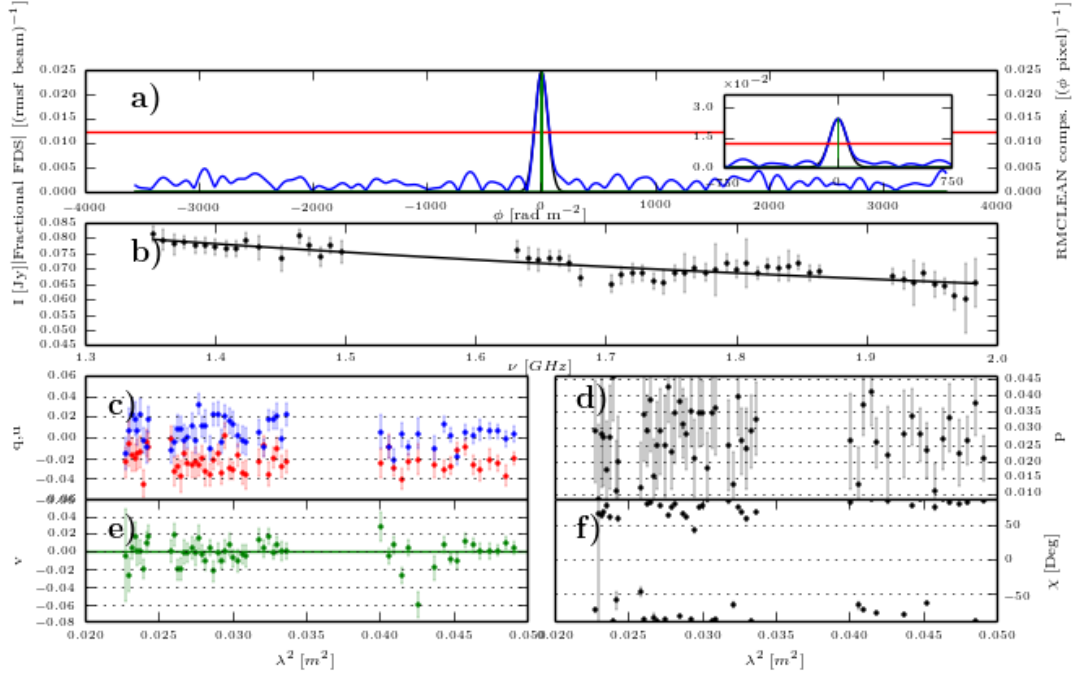 I [Jy]|Fractional FDS| [(rmsf beam)⁻¹]
RMCLEAN comps. [(ϕ pixel)⁻¹]
a)
0.025
0.020
0.015
0.010
0.005
0.000
0.025
0.020
0.015
0.010
0.005
0.000
×10⁻²
3.0
1.5
0.0
0
750
−4000 −3000 −2000 −1000 0 1000 2000 3000 4000
ϕ [rad m⁻²]
b)
0.085
0.080
0.075
0.070
0.065
0.060
0.055
0.050
0.045
1.3 1.4 1.5 1.6 1.7 1.8 1.9 2.0
ν [GHz]
c)
q.u
0.06
0.04
0.02
0.00
−0.02
−0.04
d)
p
0.045
0.040
0.035
0.030
0.025
0.020
0.015
0.010
e)
v
0.04
0.02
0.00
−0.02
−0.04
−0.06
−0.08
0.020 0.025 0.030 0.035 0.040 0.045
λ² [m²]
f)
χ [Deg]
50
0
−50
0.025 0.030 0.035 0.040 0.045 0.050
λ² [m²]